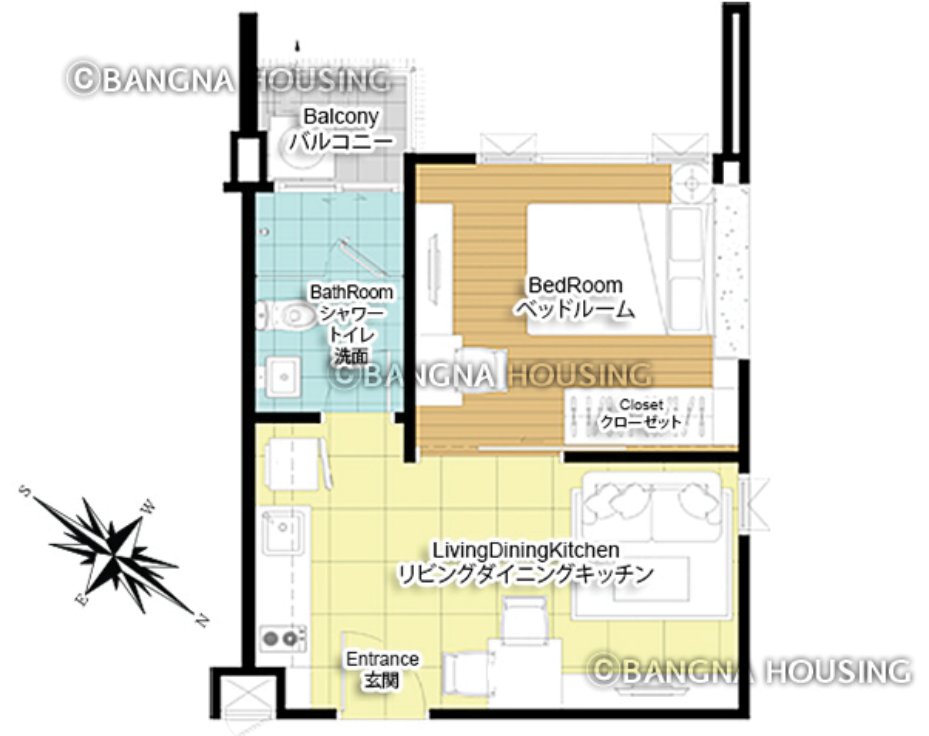 ©BANGNA HOUSING
Balcony
バルコニー
BathRoom
シャワー
トイレ
洗面
BedRoom
ベッドルーム
©BANGNA HOUSING
Closet
クローゼット
S
W
E
N
LivingDiningKitchen
リビングダイニングキッチン
Entrance
玄関
©BANGNA HOUSING